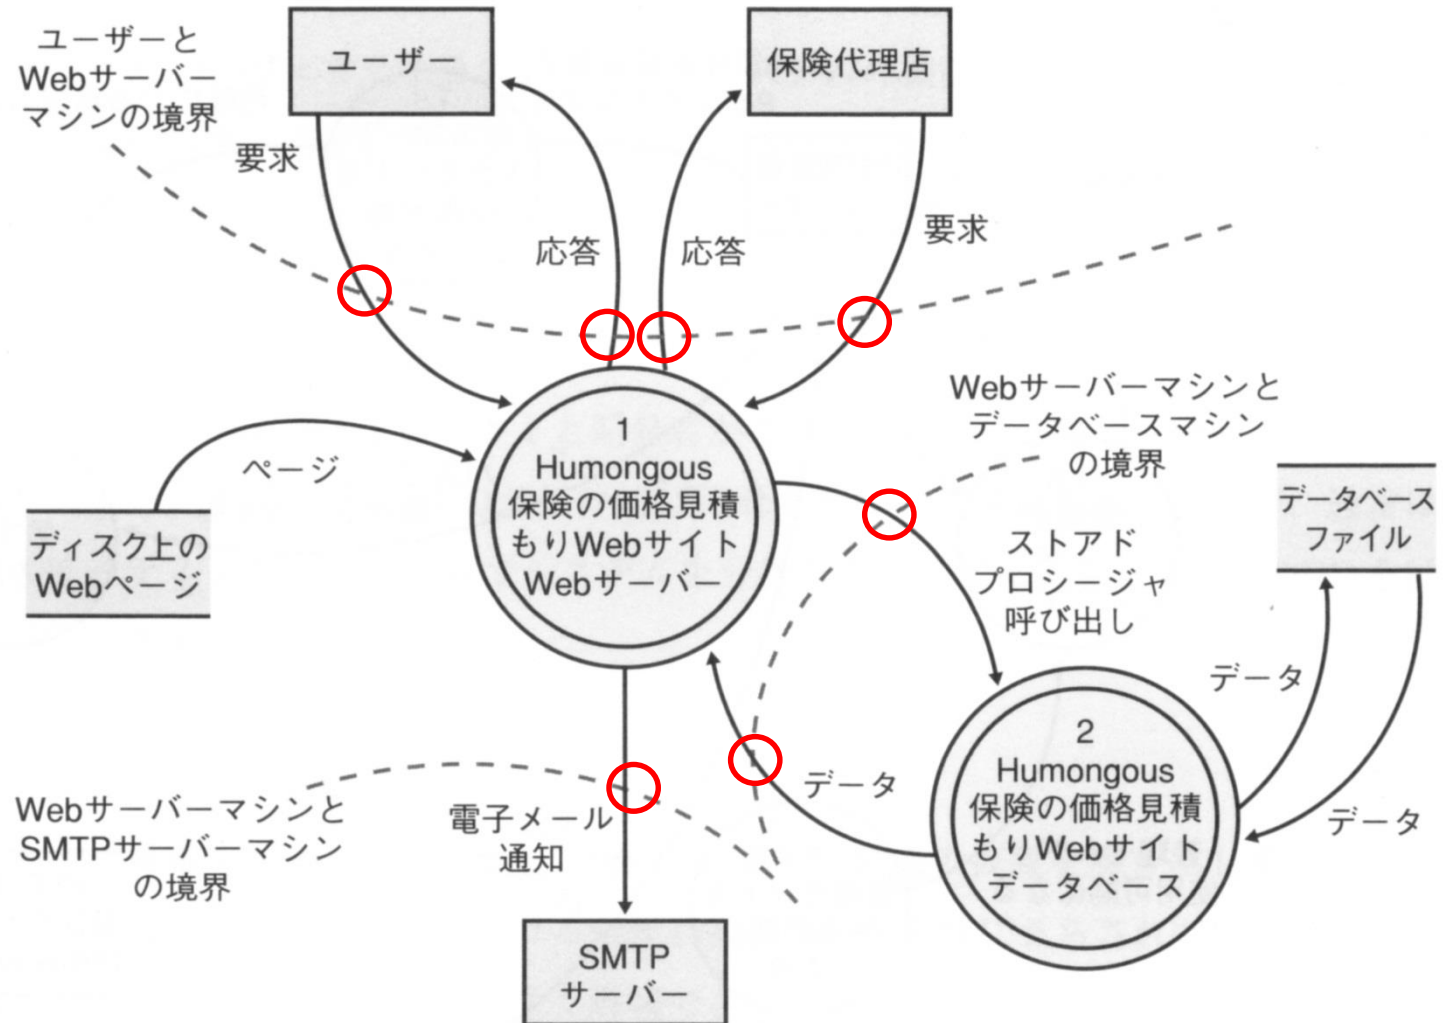 ユーザーと
Webサーバー
マシンの境界
ユーザー
保険代理店
要求
応答
応答
要求
Webサーバーマシンと
データベースマシン
の境界
ページ
1
Humongous
保険の価格見積
もりWebサイト
Webサーバー
データベース
ファイル
ディスク上の
Webページ
ストアド
プロシージャ
呼び出し
データ
2
Humongous
保険の価格見積
もりWebサイト
データベース
データ
データ
Webサーバーマシンと
SMTPサーバーマシン
の境界
電子メール
通知
SMTP
サーバー